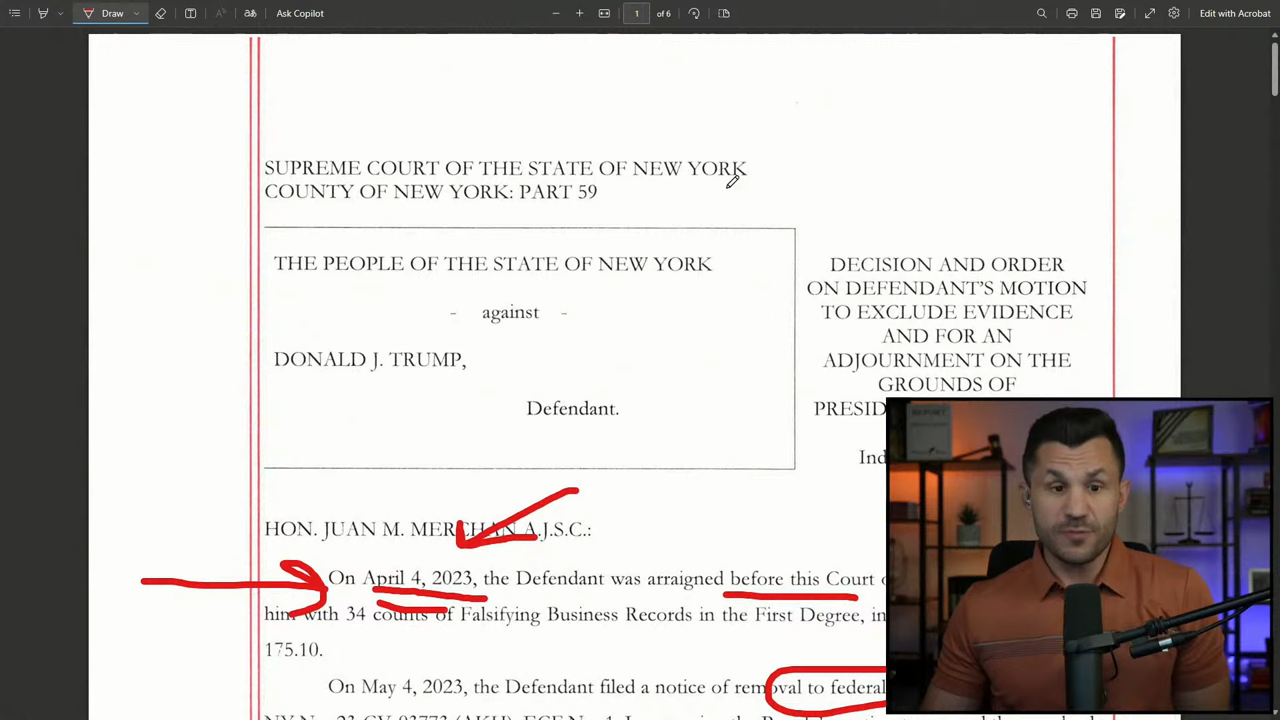 Draw
Ask Copilot
1 of 6
Edit with Acrobat
SUPREME COURT OF THE STATE OF NEW YORK
COUNTY OF NEW YORK: PART 59
THE PEOPLE OF THE STATE OF NEW YORK
- against -
DONALD J. TRUMP,
Defendant.
DECISION AND ORDER
ON DEFENDANT'S MOTION
TO EXCLUDE EVIDENCE
AND FOR AN
ADJOURNMENT ON THE
GROUNDS OF
PRESID
Ind
HON. JUAN M. MERCHAN A.J.S.C.:
On April 4, 2023, the Defendant was arraigned before this Court
him with 34 counts of Falsifying Business Records in the First Degree, in
175.10.
On May 4, 2023, the Defendant filed a notice of removal to federal